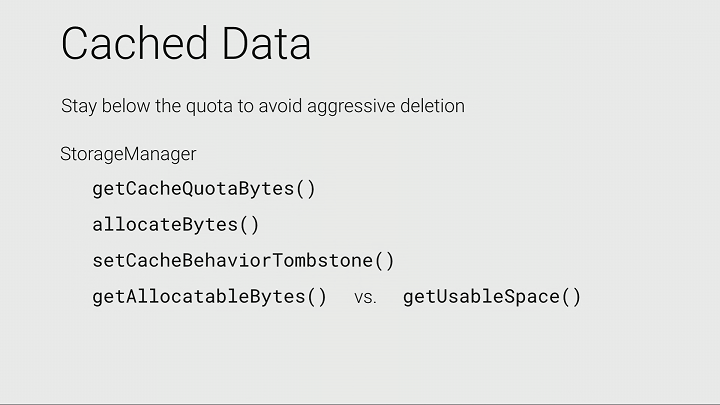 Cached Data
Stay below the quota to avoid aggressive deletion
StorageManager
getCacheQuotaBytes()
allocateBytes()
setCacheBehaviorTombstone()
getAllocatableBytes() vs. getUsableSpace()